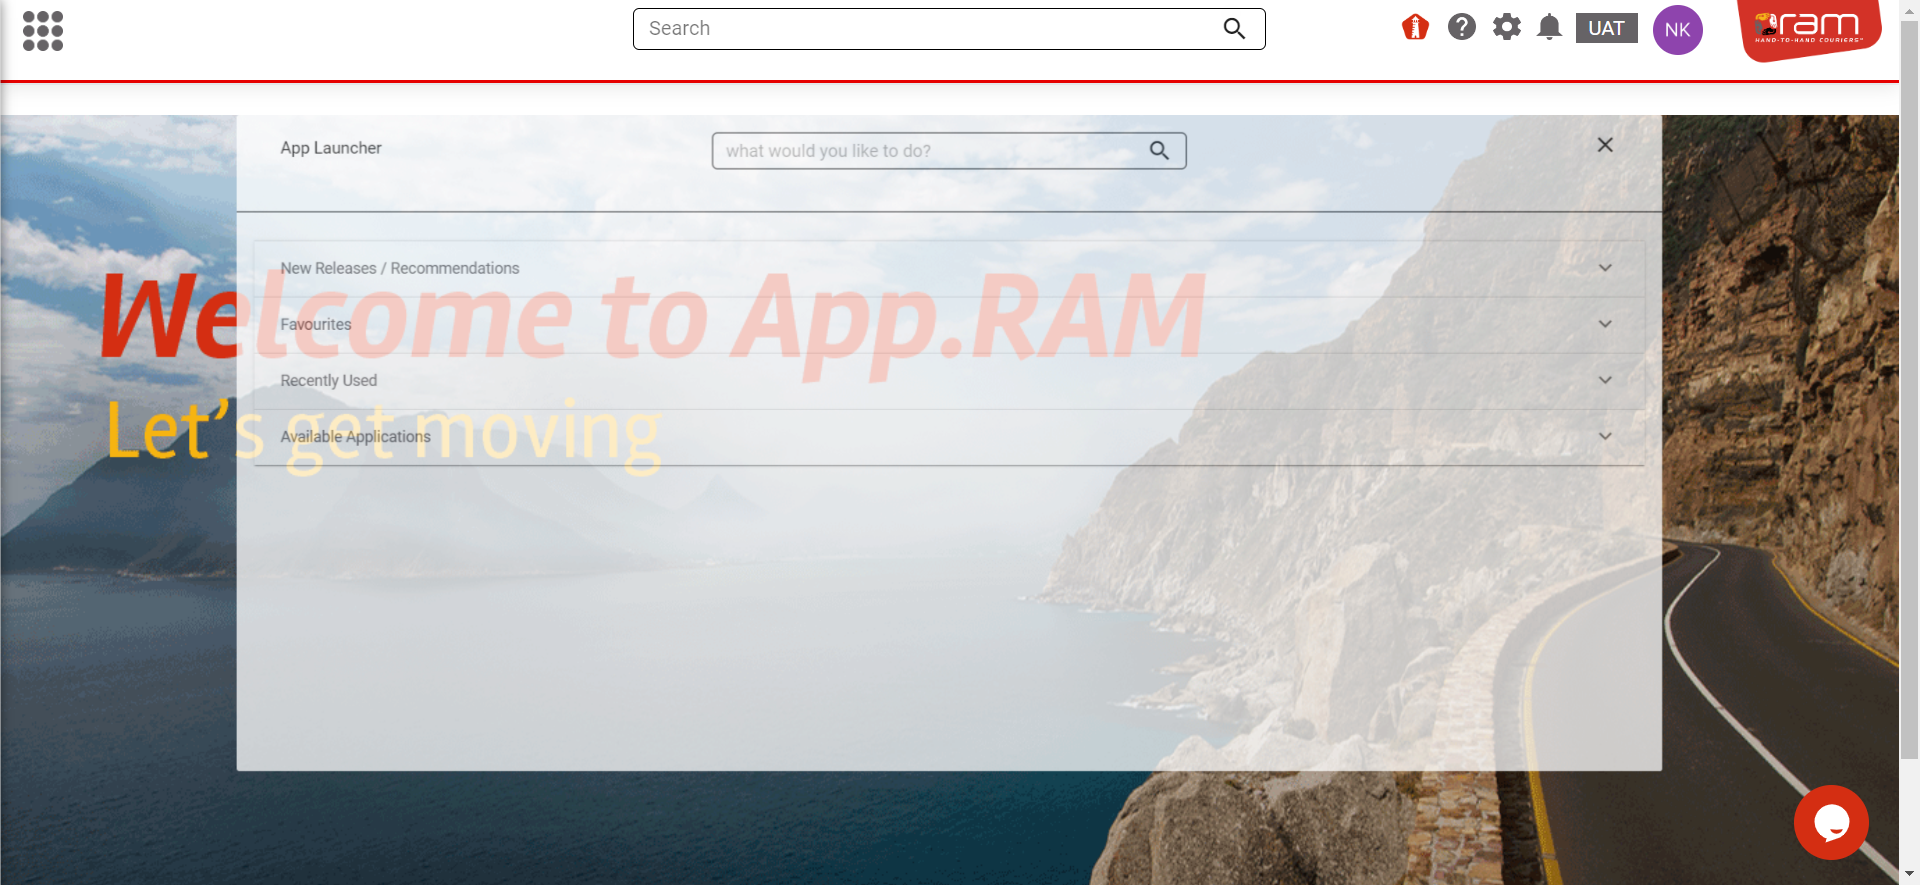 Search
UAT
NK
ram
HAND-TO-HAND COURIERS
App Launcher
what would you like to do?
New Releases / Recommendations
Welcome to App.RAM
Favourites
Recently Used
Let's get moving
Available Applications